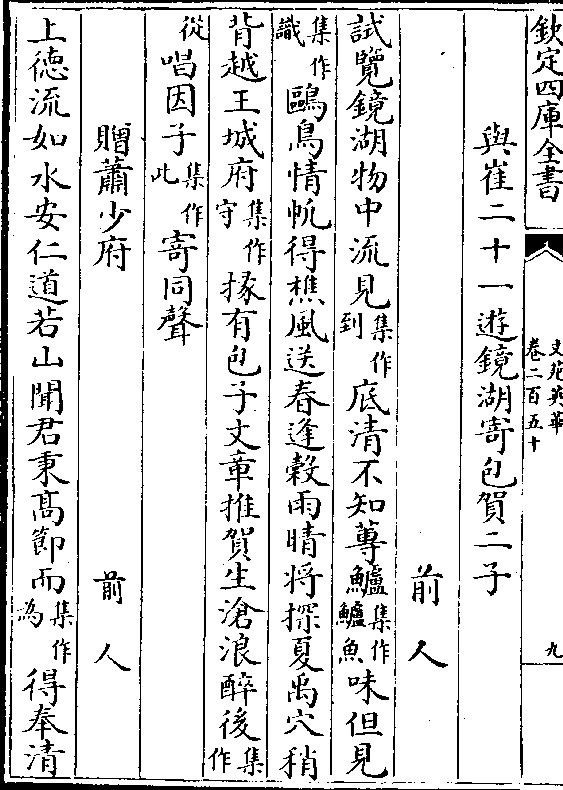 欽定四庫全書
文苑英華
卷二百五十
九
與崔二十一遊鏡湖寄包賀二子
前人
試覽鏡湖物中流見集作到底清不知蓴鱸集作鱸魚味但見
集作識鷗鳥情帆得樵風送春逢榖雨晴將探夏禹穴稍
背越王城府集作守掾有包子文章推賀生滄浪醉後集作
從唱因子集作此寄同聲
贈蕭少府
前人
上徳流如水安仁道若山聞君秉髙節而集作為得奉清